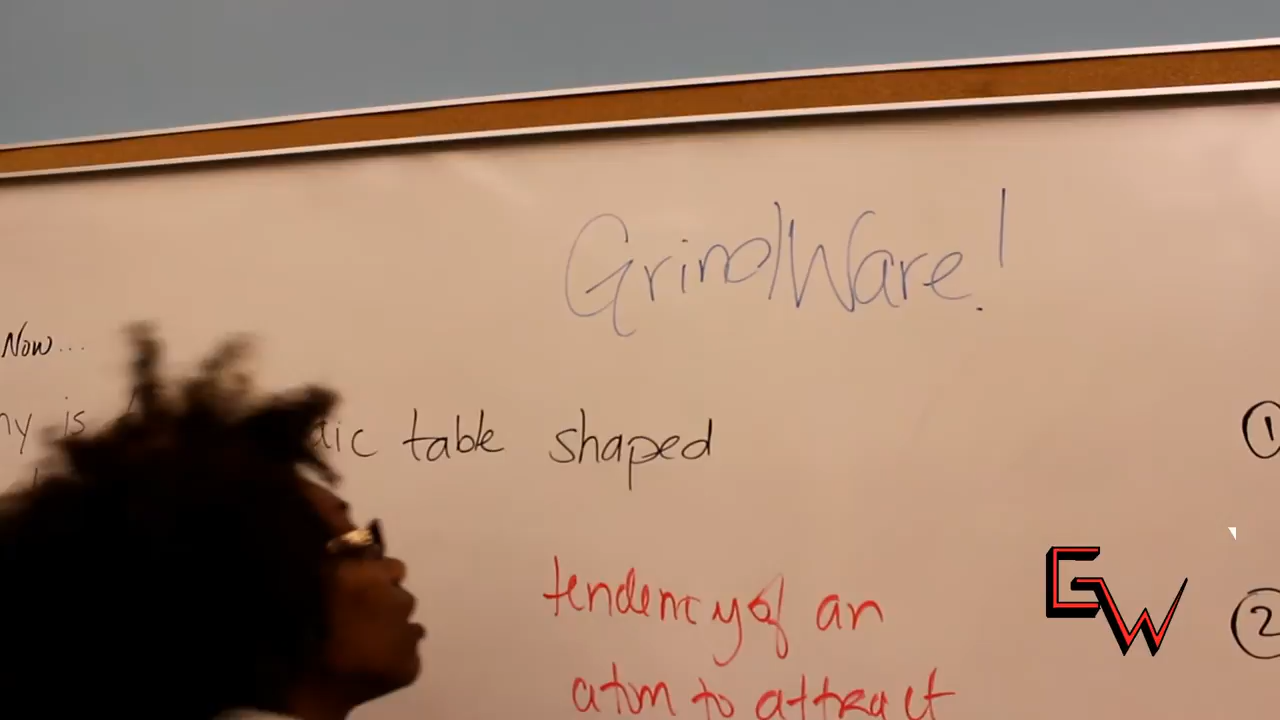 GrindWare!
Now...
is table shaped
①
tendency of an
GW
②
atom to attract